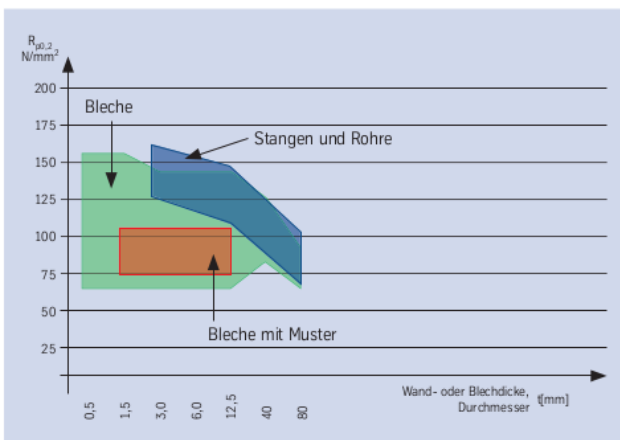 Rp0,2
N/mm²
200
175
150
125
100
75
50
25
Bleche
Stangen und Rohre
Bleche mit Muster
0,5
1,5
3,0
6,0
12,5
40
80
Wand- oder Blechdicke,
Durchmesser t[mm]